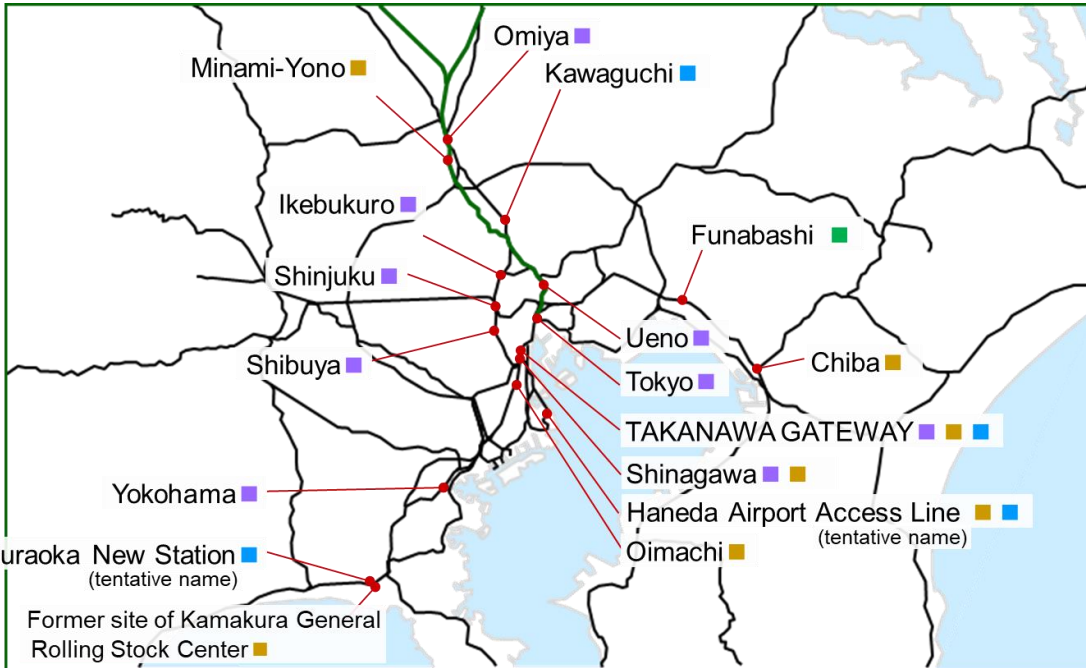 Omiya
Minami-Yono
Kawaguchi
Ikebukuro
Funabashi
Shinjuku
Ueno
Shibuya
Chiba
Tokyo
TAKANAWA GATEWAY
Shinagawa
Yokohama
Haneda Airport Access Line
(tentative name)
Oimachi
New Station
(tentative name)
Former site of Kamakura General
Rolling Stock Center